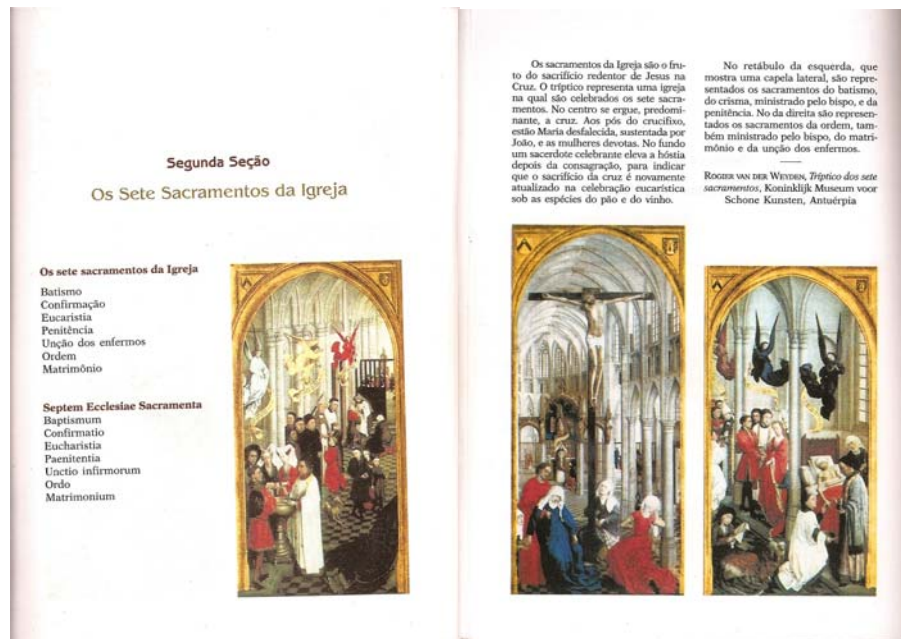 Segunda Seção
Os Sete Sacramentos da Igreja
Os sete sacramentos da Igreja
Batismo
Confirmação
Eucaristia
Penitência
Unção dos enfermos
Ordem
Matrimônio
Septem Ecclesiae Sacramenta
Baptismum
Confirmatio
Eucharistia
Paenitentia
Unctio infirmorum
Ordo
Matrimonium
Os sacramentos da Igreja são o fru-
to do sacrifício redentor de Jesus na
Cruz. O tríptico representa uma igreja
na qual são celebrados os sete sacra-
mentos. No centro se ergue, predomi-
nante, a cruz. Aos pés do crucifixo,
estão Maria desfalecida, sustentada por
João, e as mulheres devotas. No fundo
um sacerdote celebrante eleva a hóstia
depois da consagração, para indicar
que o sacrifício da cruz é novamente
atualizado na celebração eucarística
sob as espécies do pão e do vinho.
No retábulo da esquerda, que
mostra uma capela lateral, são repre-
sentados os sacramentos do batismo,
do crisma, ministrado pelo bispo, e da
penitência. No da direita são represen-
tados os sacramentos da ordem, tam-
bém ministrado pelo bispo, do matri-
mônio e da unção dos enfermos.
ROGIER VAN DER WEYDEN, Tríptico dos sete
sacramentos, Koninklijk Museum voor
Schone Kunsten, Antuérpia